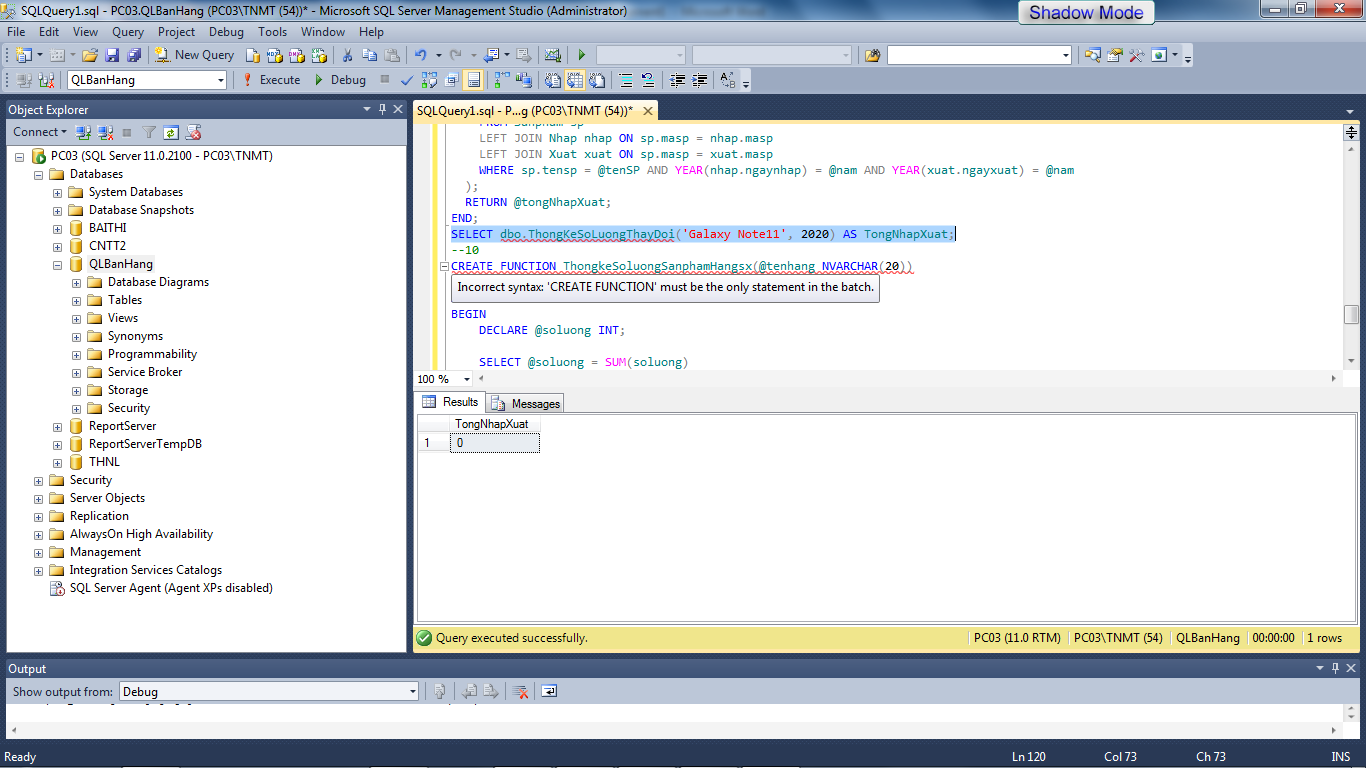 SQLQuery1.sql - PC03.QLBanHang (PC03\TNMT (54))* - Microsoft SQL Server Management Studio (Administrator)
Shadow Mode
File Edit View Query Project Debug Tools Window Help
New Query
QLBanHang
Execute
Debug
Object Explorer
Connect
PC03 (SQL Server 11.0.2100 - PC03\TNMT)
Databases
System Databases
Database Snapshots
BAITHI
CNTT2
QLBanHang
Database Diagrams
Tables
Views
Synonyms
Programmability
Service Broker
Storage
Security
ReportServer
ReportServerTempDB
THNL
Security
Server Objects
Replication
AlwaysOn High Availability
Management
Integration Services Catalogs
SQL Server Agent (Agent XPs disabled)
SQLQuery1.sql - P...g (PC03\TNMT (54))*
LEFT JOIN Nhap nhap ON sp.masp = nhap.masp
LEFT JOIN Xuat xuat ON sp.masp = xuat.masp
WHERE sp.tensp = @tenSP AND YEAR(nhap.ngaynhap) = @nam AND YEAR(xuat.ngayxuat) = @nam
);
RETURN @tongNhapXuat;
END;
SELECT dbo.ThongKeSoLuongThayDoi('Galaxy Note11', 2020) AS TongNhapXuat;
--10
CREATE FUNCTION ThongkeSoluongSanphamHangsx(@tenhang NVARCHAR(20))
Incorrect syntax: 'CREATE FUNCTION' must be the only statement in the batch.
BEGIN
DECLARE @soluong INT;
SELECT @soluong = SUM(soluong)
100 %
Results Messages
TongNhapXuat
1 0
Query executed successfully. PC03 (11.0 RTM) PC03\TNMT (54) QLBanHang 00:00:00 1 rows
Output
Show output from: Debug
Ready Ln 120 Col 73 Ch 73 INS